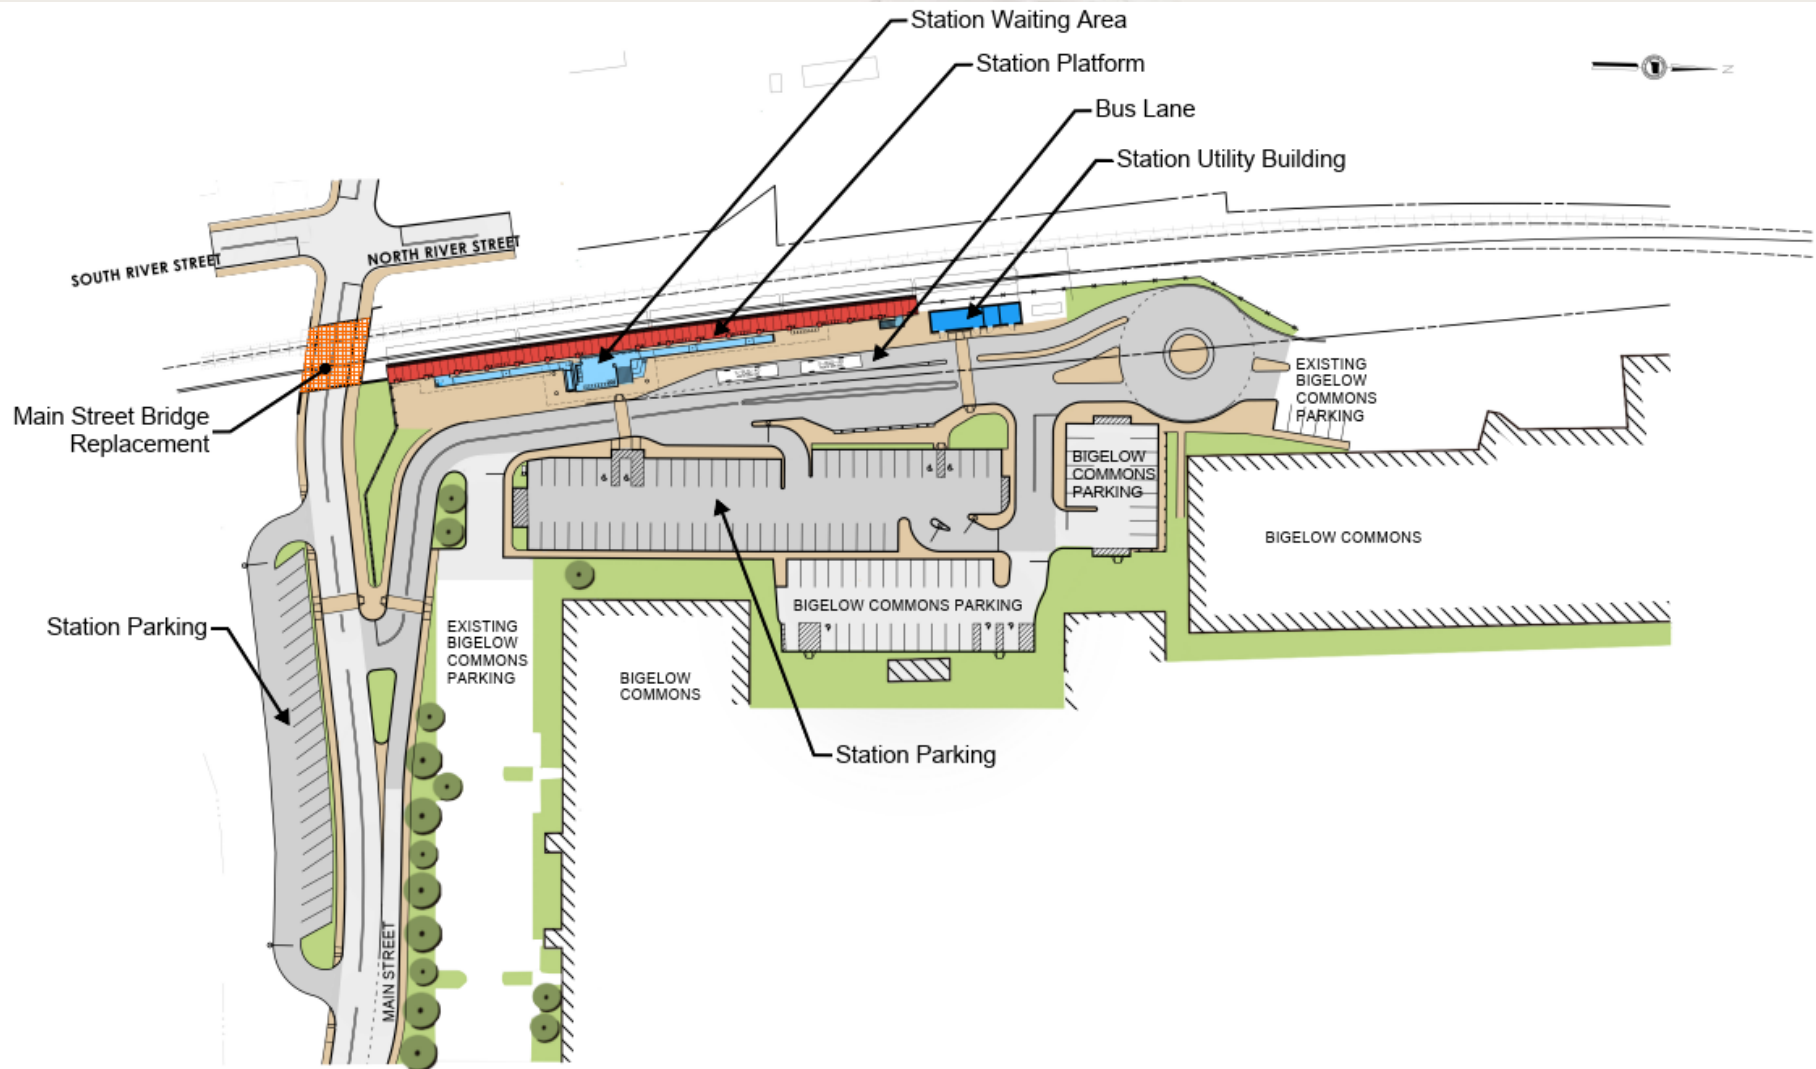 Station Waiting Area
Station Platform
N
Bus Lane
Station Utility Building
NORTH RIVER STREET
SOUTH RIVER STREET
EXISTING
BIGELOW
COMMONS
PARKING
Main Street Bridge
Replacement
BIGELOW
COMMONS
PARKING
BIGELOW COMMONS
BIGELOW COMMONS PARKING
Station Parking
EXISTING
BIGELOW
COMMONS
PARKING
BIGELOW
COMMONS
Station Parking
MAIN STREET